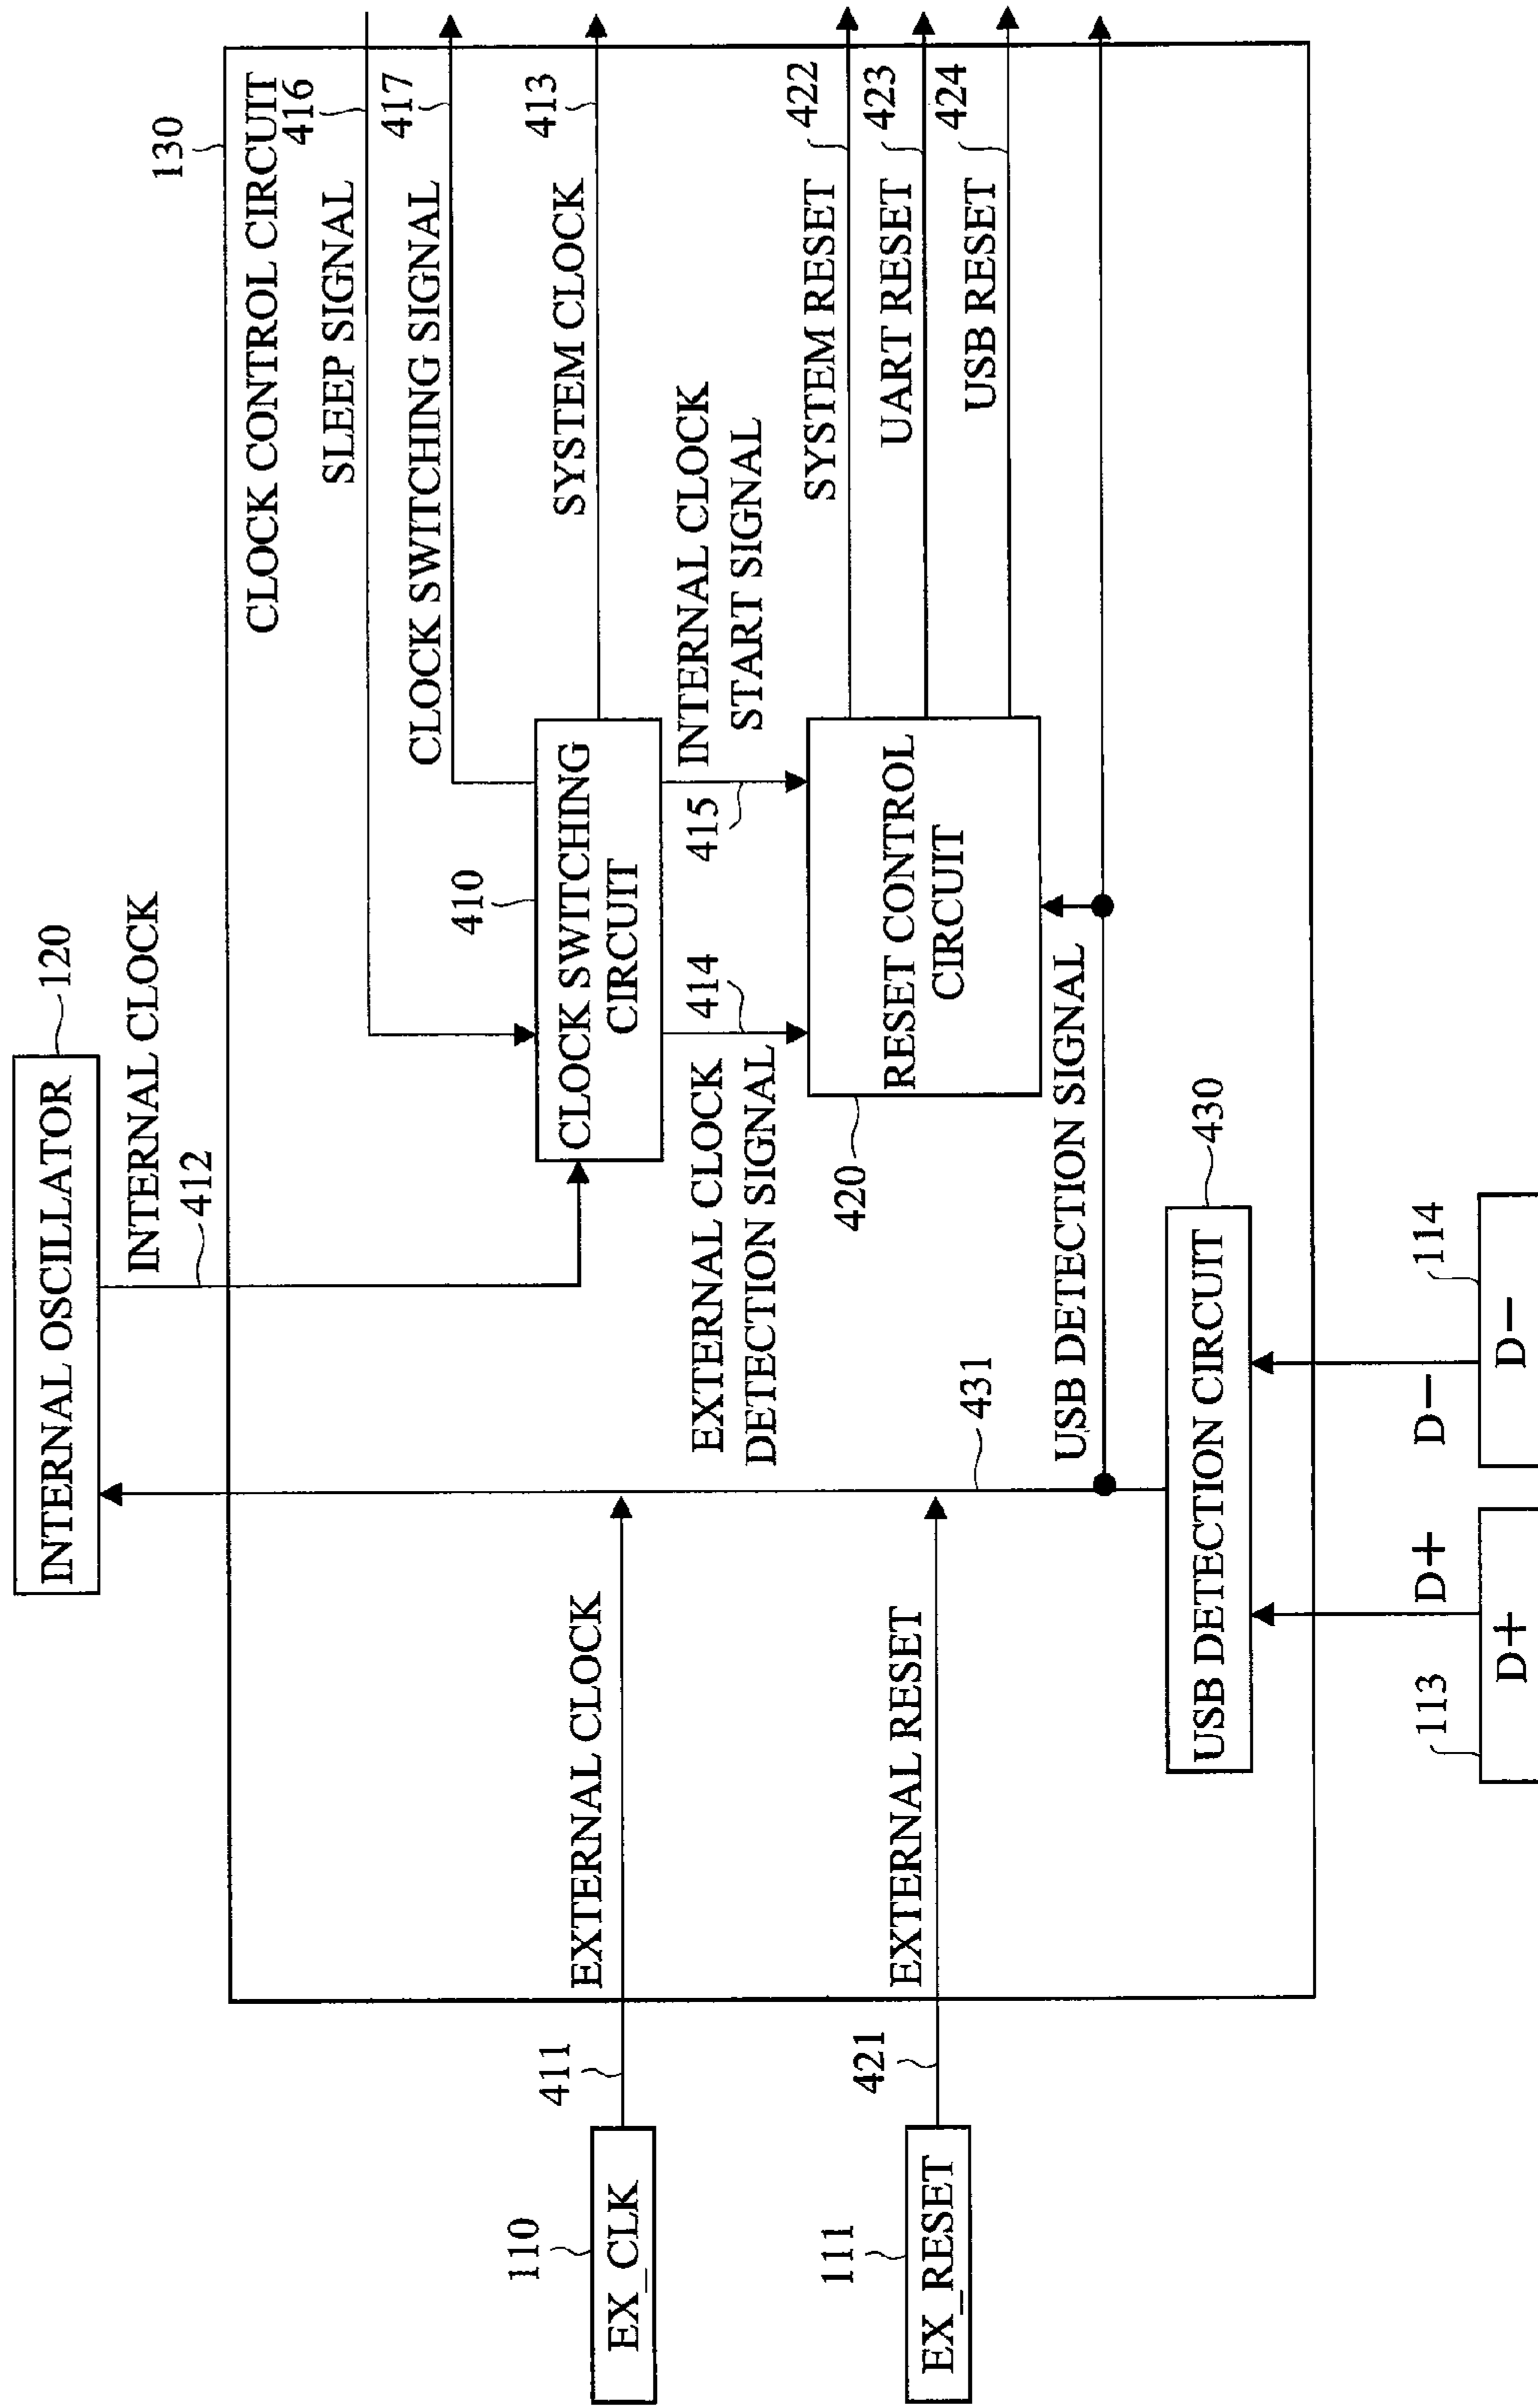 INTERNAL OSCILLATOR
120
INTERNAL CLOCK
412
130
CLOCK CONTROL CIRCUIT
SLEEP SIGNAL
416
CLOCK SWITCHING SIGNAL
417
410
CLOCK SWITCHING
CIRCUIT
SYSTEM CLOCK
413
110
EX_CLK
411
EXTERNAL CLOCK
EXTERNAL CLOCK
DETECTION SIGNAL
414
415
INTERNAL CLOCK
START SIGNAL
420
RESET CONTROL
CIRCUIT
SYSTEM RESET
422
UART RESET
423
USB RESET
424
111
EX_RESET
421
EXTERNAL RESET
431
USB DETECTION SIGNAL
USB DETECTION CIRCUIT
430
D+
D−
113
D+
114
D−